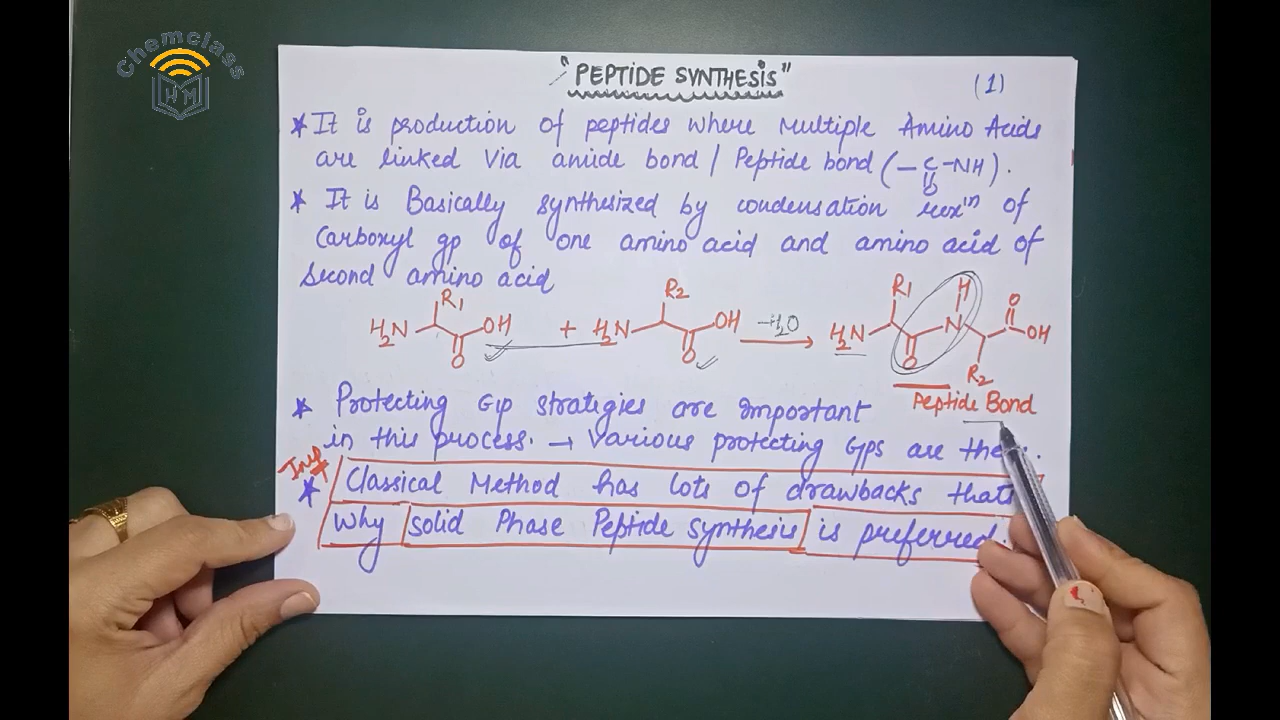 Chemclass
HM
"PEPTIDE SYNTHESIS"
(1)
★ It is production of peptides where Multiple Amino Acids
are linked Via amide bond / Peptide bond (-C-NH).
O
★ It is Basically synthesized by condensation rexⁿ of
Carboxyl gp of one amino acid and amino acid of
second amino acid
R1 R2 R1 H O
H2N OH + H2N OH -H2O → H2N N OH
O O O R2
Peptide Bond
★ Protecting Grp strategies are important
in this process. → Various protecting Gps are
Imp
★ Classical Method has lots of drawbacks thats
why solid Phase Peptide synthesis is preferred.